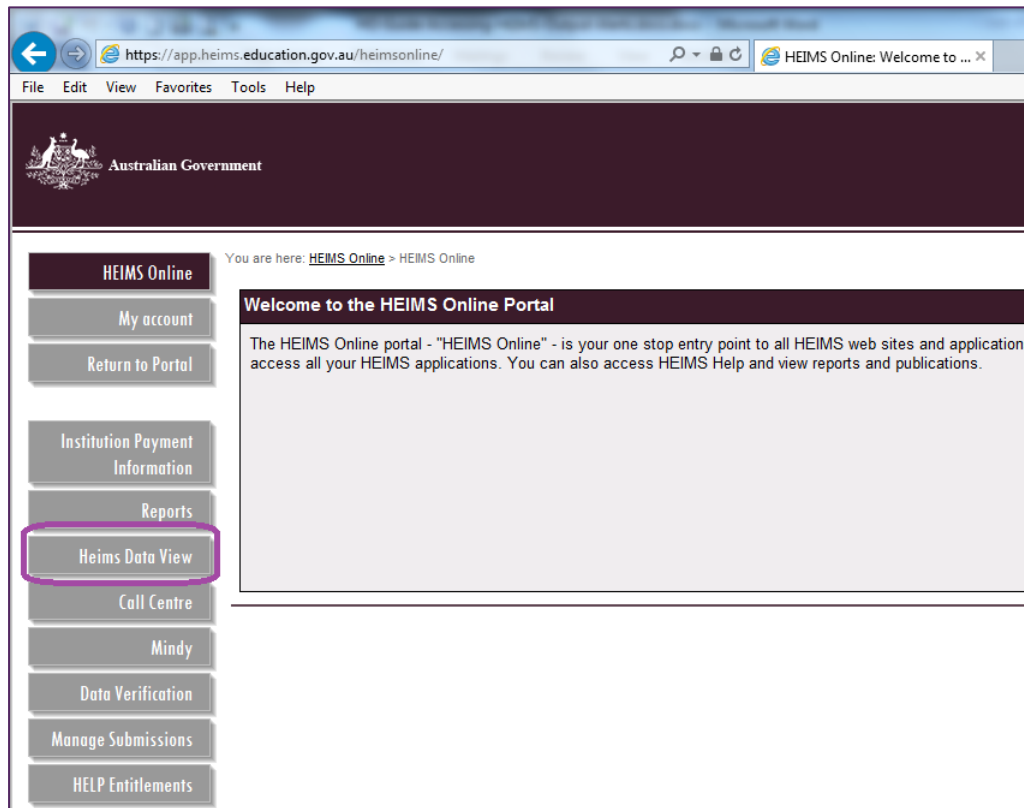 https://app.heims.education.gov.au/heimsonline/
HEIMS Online: Welcome to ...
File Edit View Favorites Tools Help
Australian Government
You are here: HEIMS Online > HEIMS Online
HEIMS Online
My account
Return to Portal
Institution Payment
Information
Reports
Heims Data View
Call Centre
Mindy
Data Verification
Manage Submissions
HELP Entitlements
Welcome to the HEIMS Online Portal
The HEIMS Online portal - "HEIMS Online" - is your one stop entry point to all HEIMS web sites and application
access all your HEIMS applications. You can also access HEIMS Help and view reports and publications.